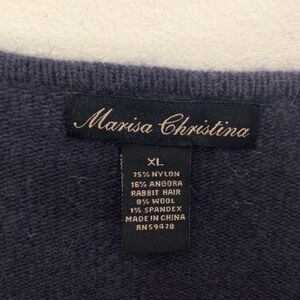 Marisa Christina
XL
75% NYLON
16% ANGORA
RABBIT HAIR
8% WOOL
1% SPANDEX
MADE IN CHINA
RN59478